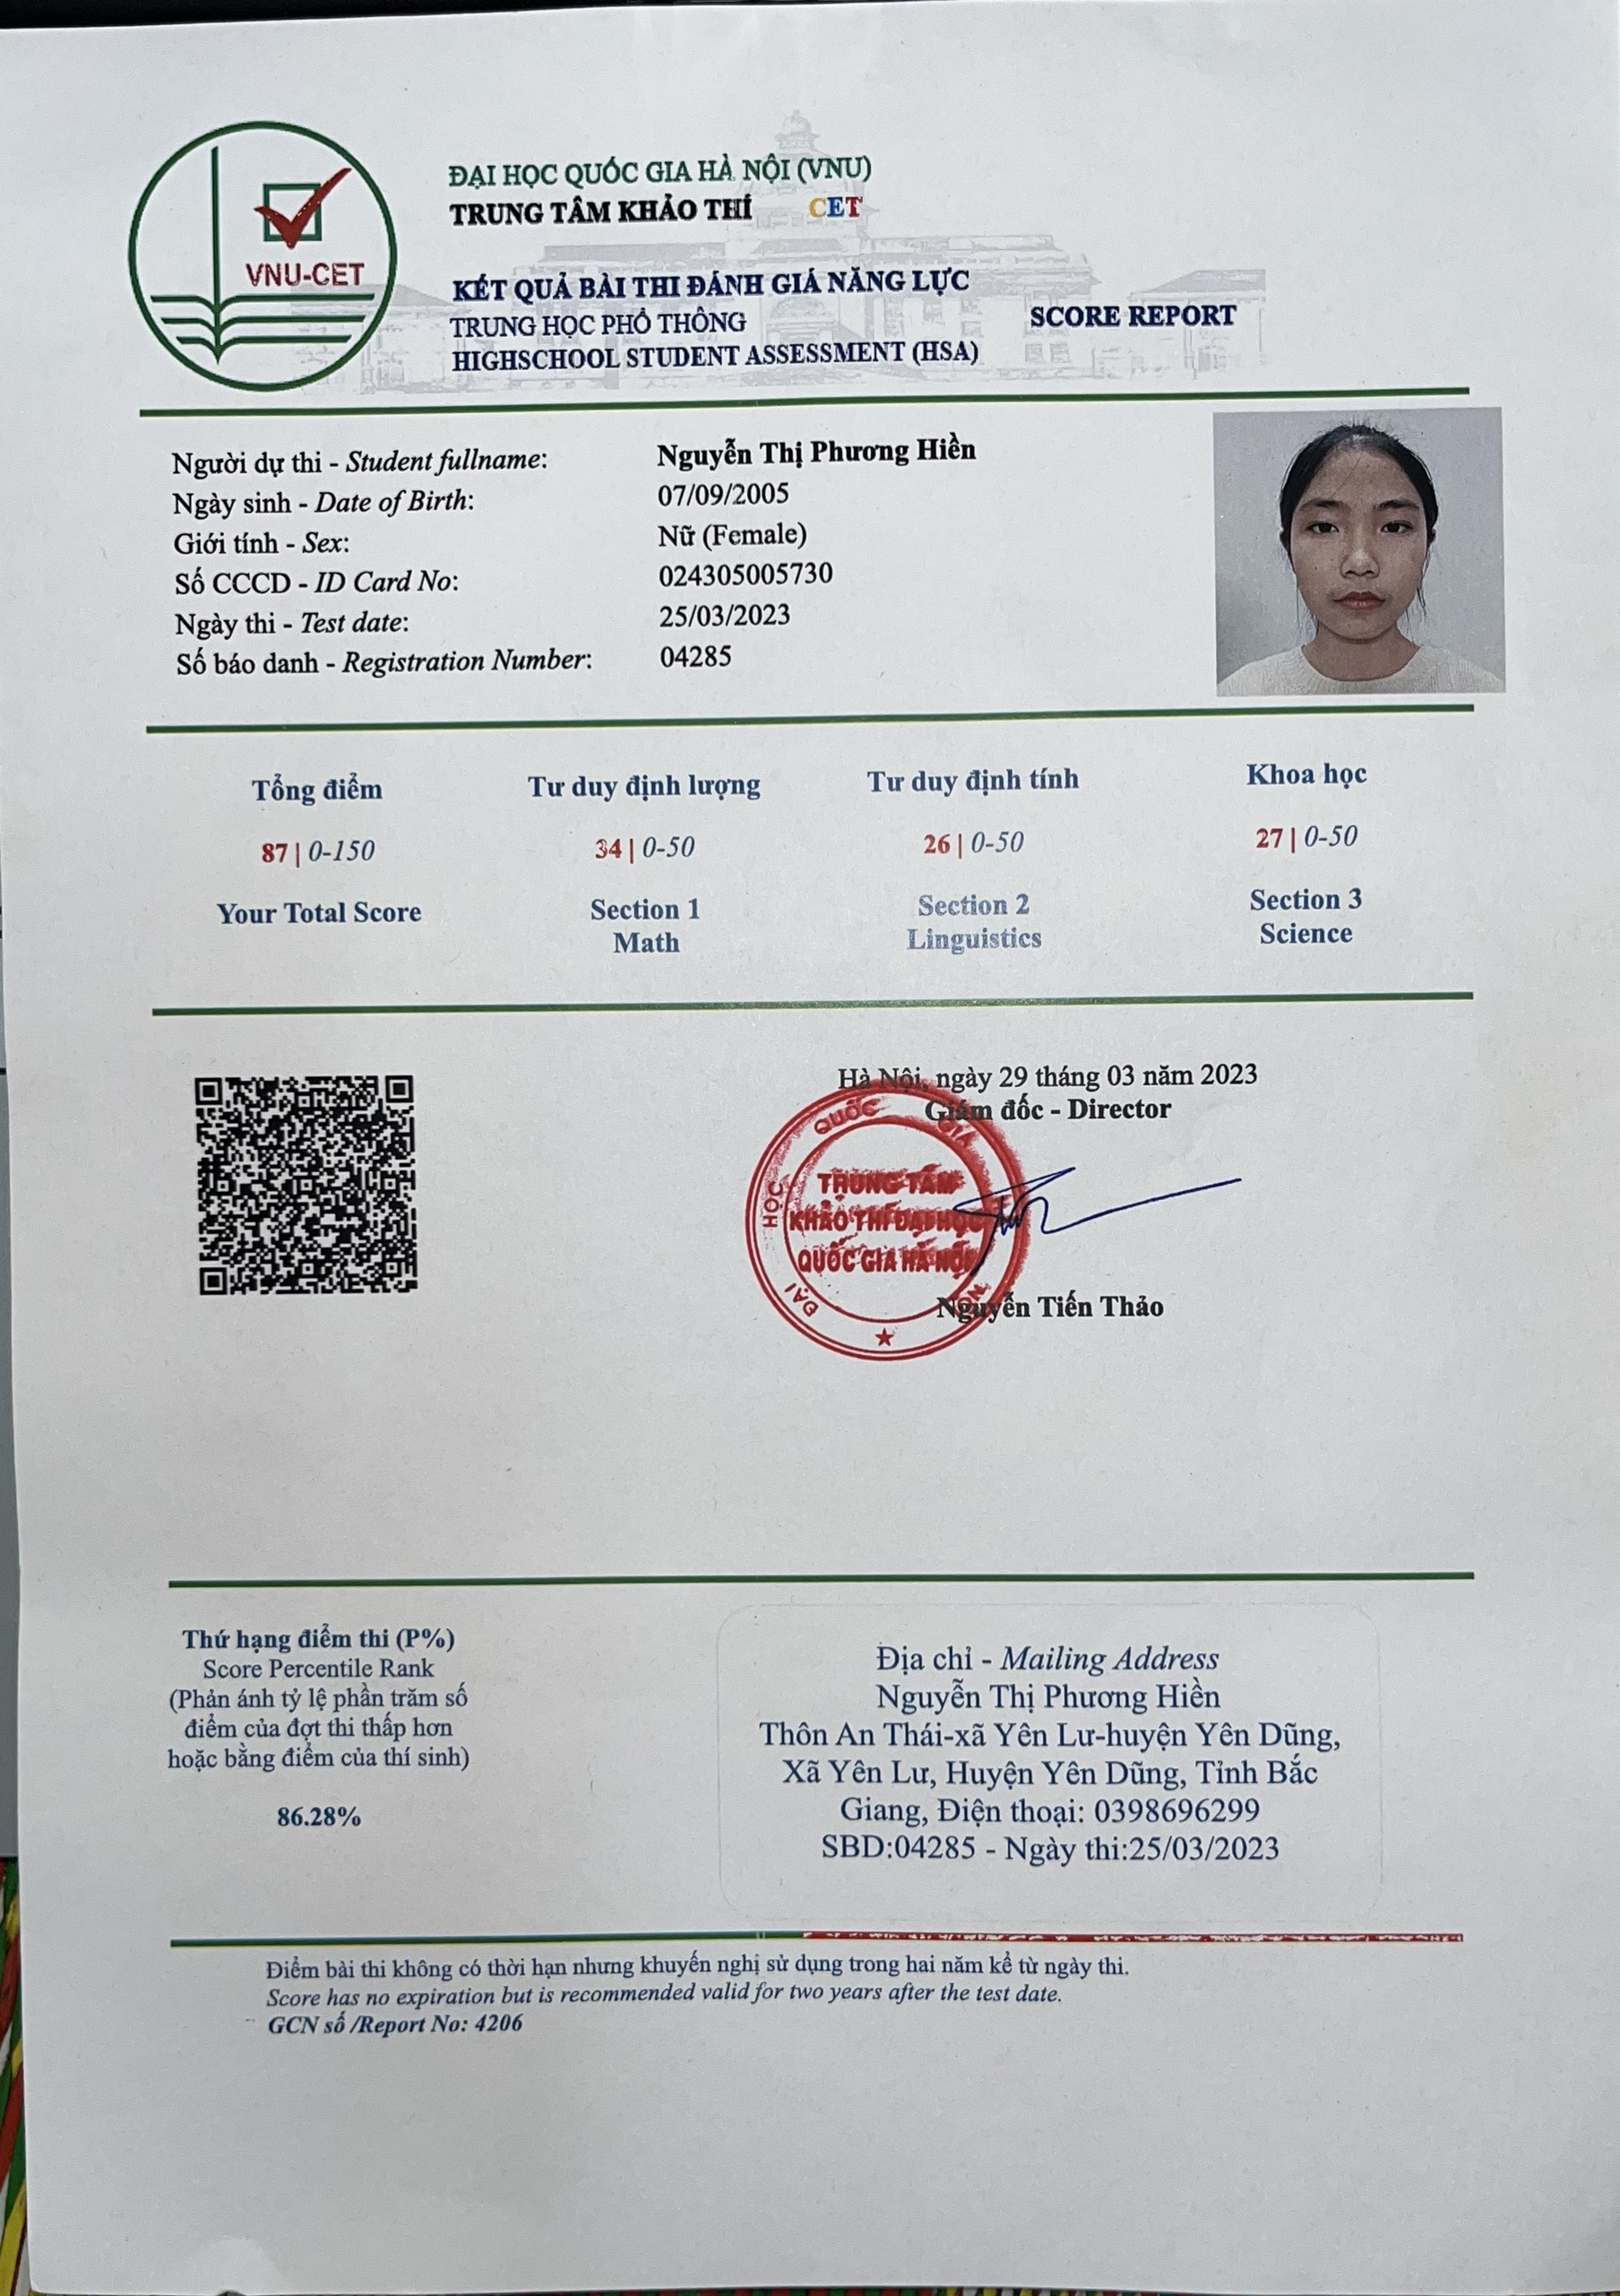 VNU-CET
ĐẠI HỌC QUỐC GIA HÀ NỘI (VNU)
TRUNG TÂM KHẢO THÍ CET
KẾT QUẢ BÀI THI ĐÁNH GIÁ NĂNG LỰC
TRUNG HỌC PHỔ THÔNG
SCORE REPORT
HIGHSCHOOL STUDENT ASSESSMENT (HSA)
Người dự thi - Student fullname: Nguyễn Thị Phương Hiền
Ngày sinh - Date of Birth: 07/09/2005
Giới tính - Sex: Nữ (Female)
Số CCCD - ID Card No: 024305005730
Ngày thi - Test date: 25/03/2023
Số báo danh - Registration Number: 04285
Tổng điểm Tư duy định lượng Tư duy định tính Khoa học
87 | 0-150 34 | 0-50 26 | 0-50 27 | 0-50
Your Total Score Section 1 Section 2 Section 3
Math Linguistics Science
Hà Nội, ngày 29 tháng 03 năm 2023
Giám đốc - Director
ĐẠI HỌC QUỐC GIA NỘI
TRUNG TÂM
KHẢO THÍ ĐẠI HỌC
QUỐC GIA HÀ NỘI
Nguyễn Tiến Thảo
Thứ hạng điểm thi (P%)
Score Percentile Rank
(Phản ánh tỷ lệ phần trăm số
điểm của đợt thi thấp hơn
hoặc bằng điểm của thí sinh)
86.28%
Địa chỉ - Mailing Address
Nguyễn Thị Phương Hiền
Thôn An Thái-xã Yên Lư-huyện Yên Dũng,
Xã Yên Lư, Huyện Yên Dũng, Tỉnh Bắc
Giang, Điện thoại: 0398696299
SBD:04285 - Ngày thi:25/03/2023
Điểm bài thi không có thời hạn nhưng khuyến nghị sử dụng trong hai năm kể từ ngày thi.
Score has no expiration but is recommended valid for two years after the test date.
GCN số /Report No: 4206